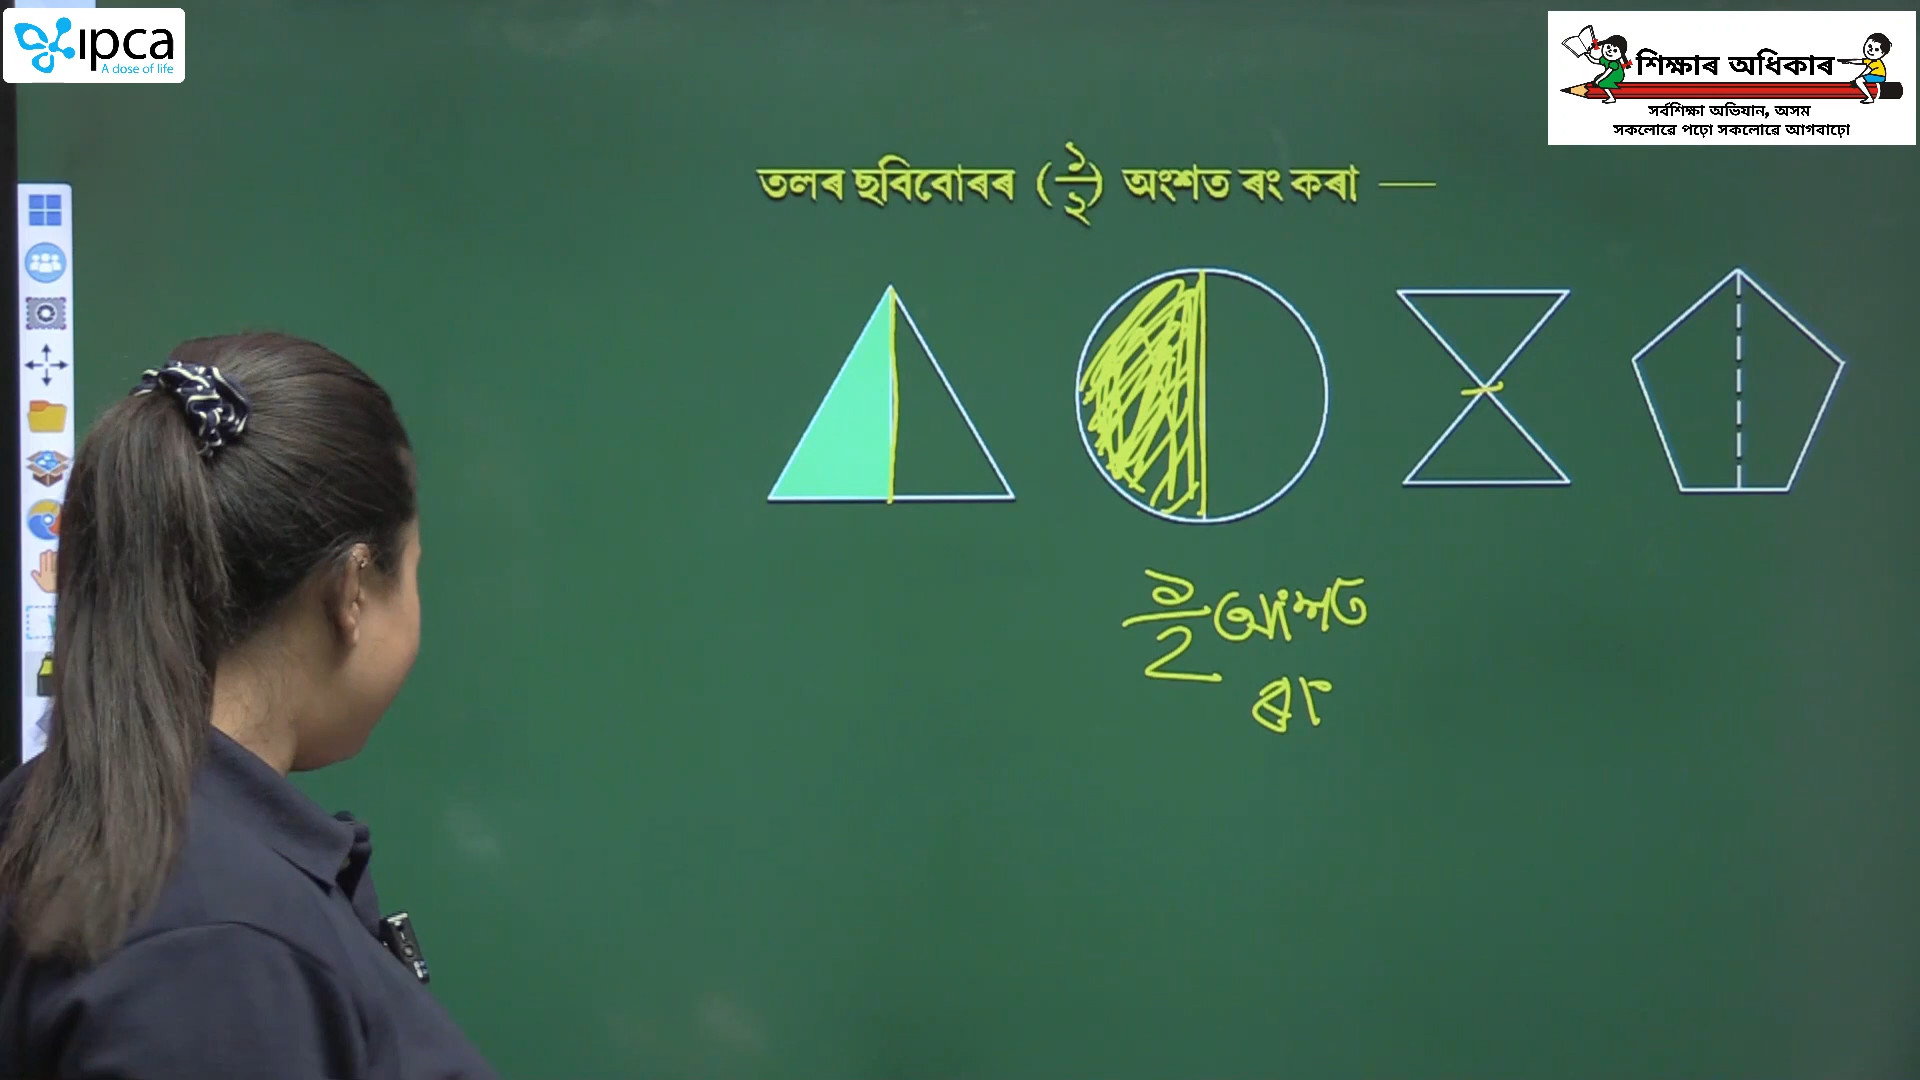 ipca
A dose of life
শিক্ষাৰ অধিকাৰ
সৰ্বশিক্ষা অভিযান, অসম
সকলোৱে পঢ়ো সকলোৱে আগবাঢ়ো
তলৰ ছবিবোৰৰ (১/২) অংশত ৰং কৰা —
১/2 অংশত
ৰং